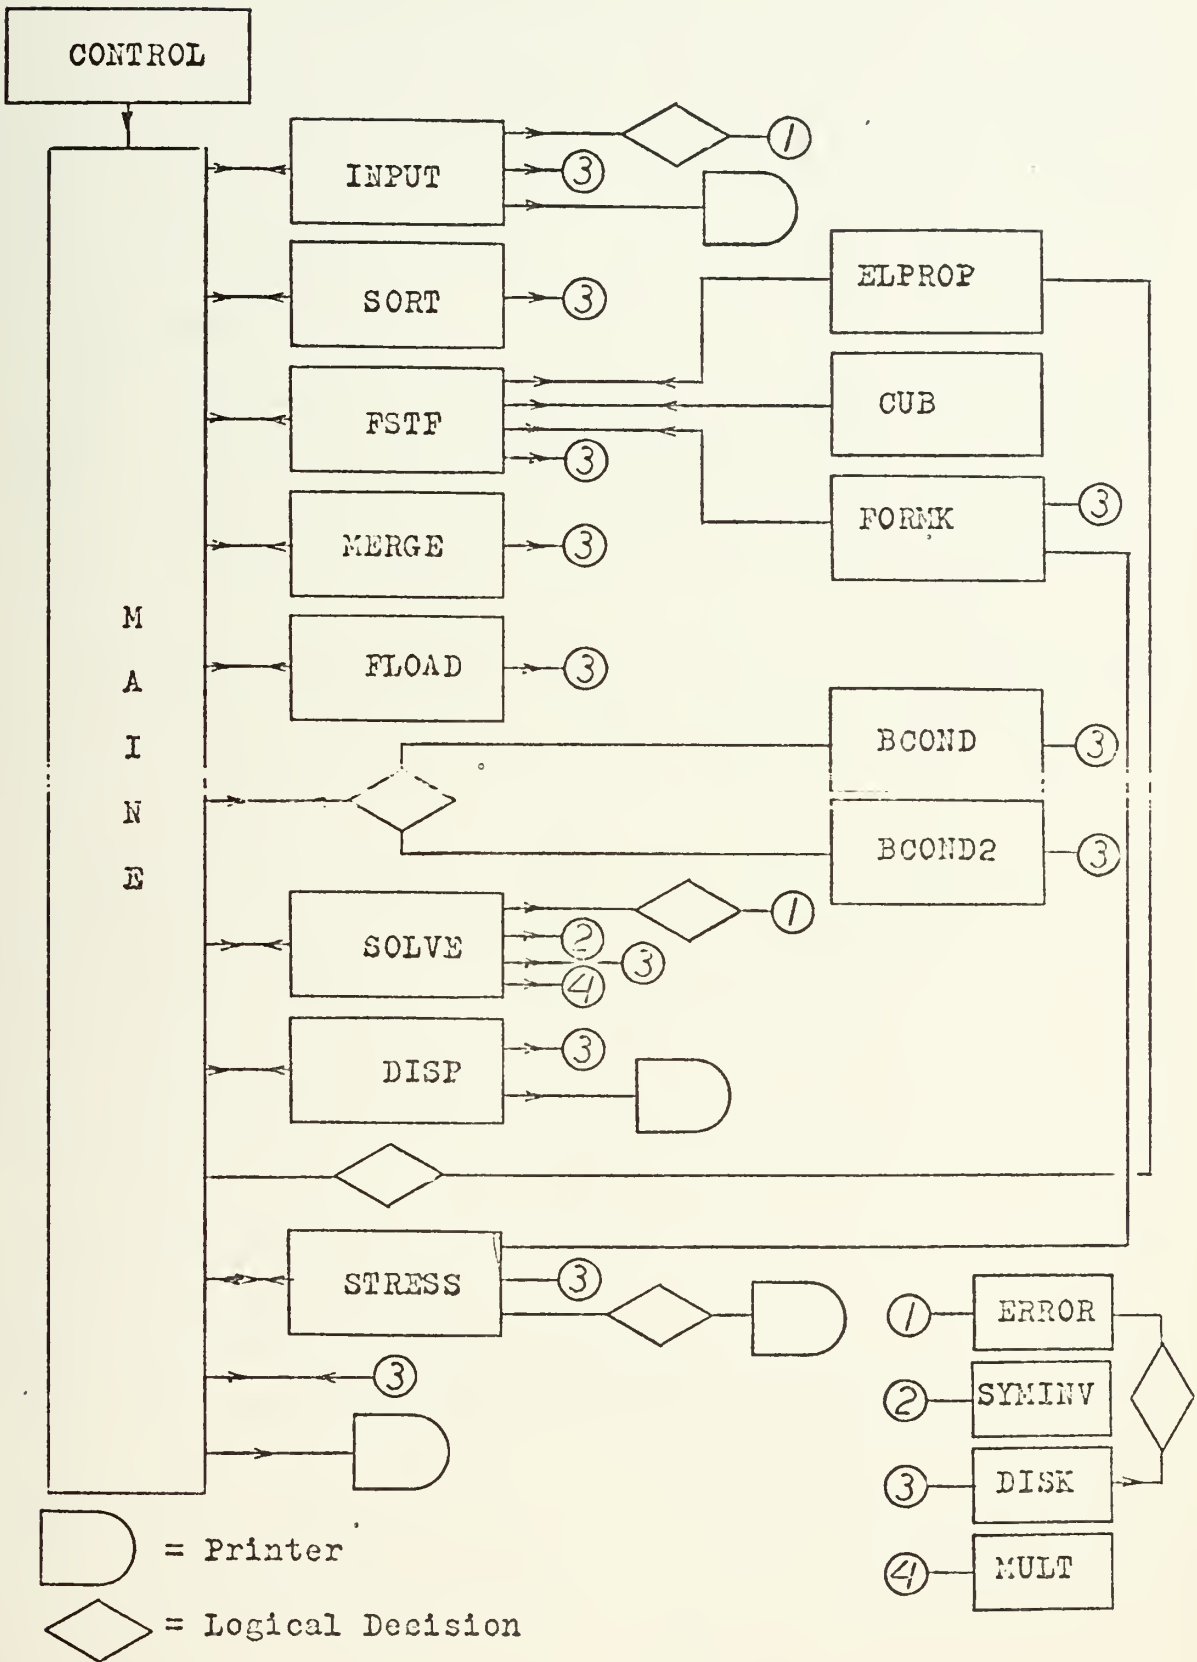 CONTROL
INPUT
1
3
SORT
3
ELPROP
FSTF
3
CUB
MERGE
3
FORMK
3
FLOAD
3
M
A
I
N
E
BCOND
3
BCOND2
3
SOLVE
1
2
3
4
DISP
3
STRESS
3
3
1
ERROR
2
SYMINV
3
DISK
4
MULT
= Printer
= Logical Decision